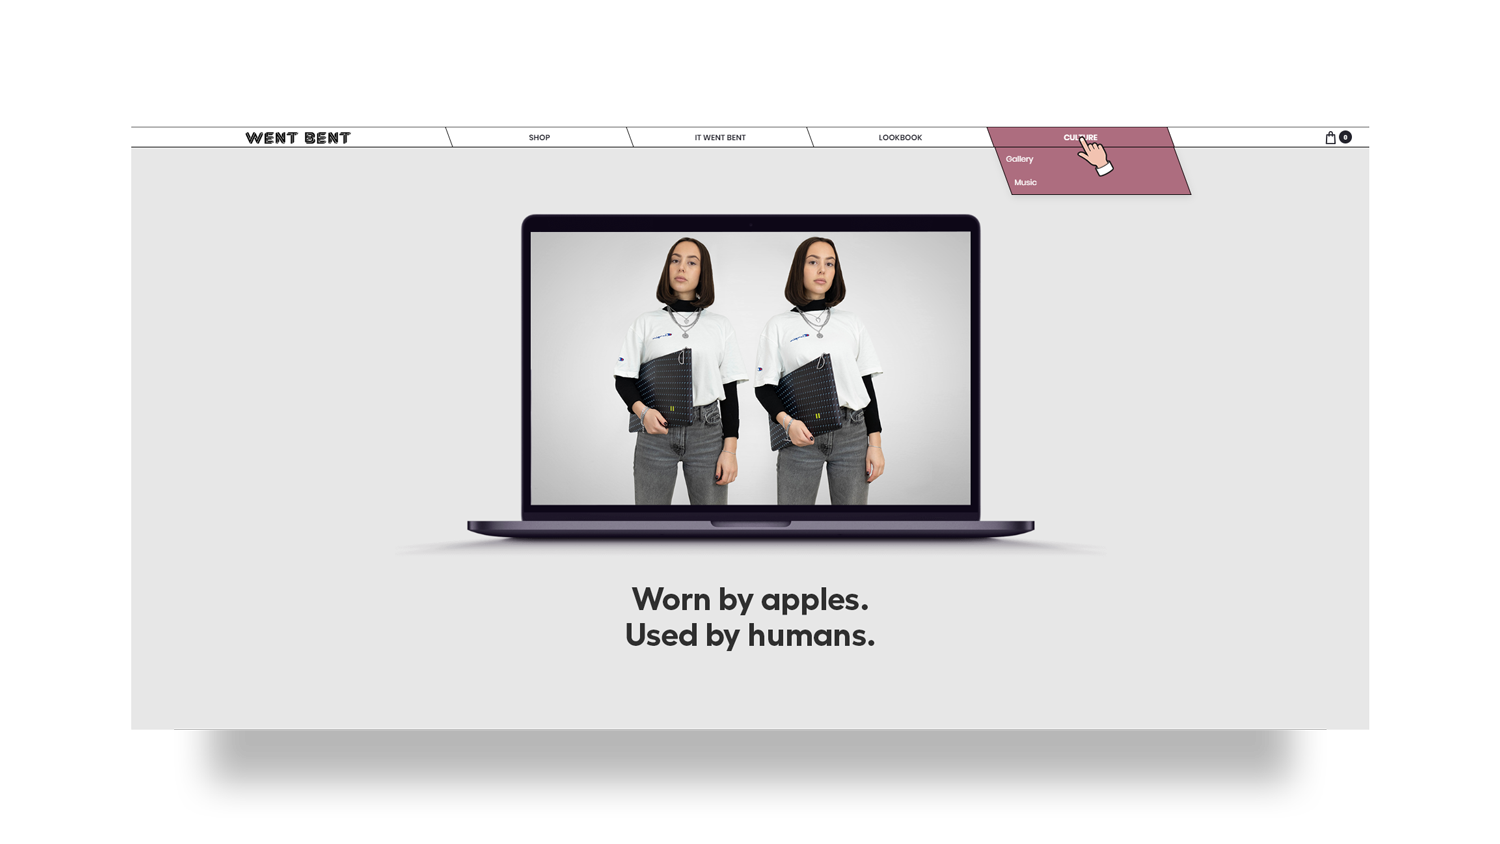 WENT BENT
SHOP
IT WENT BENT
LOOKBOOK
CULTURE
0
Gallery
Music
Worn by apples.
Used by humans.